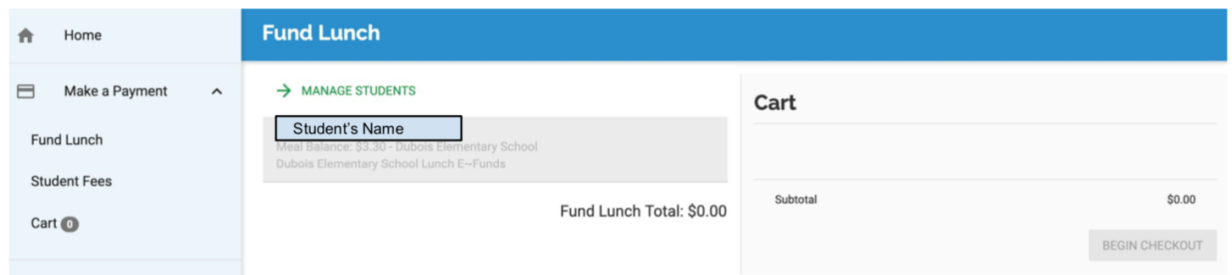 Home
Make a Payment
Fund Lunch
Student Fees
Cart 0
Fund Lunch
MANAGE STUDENTS
Student's Name
Meal Balance: $3.30 - Dubois Elementary School
Dubois Elementary School Lunch E~Funds
Fund Lunch Total: $0.00
Cart
Subtotal $0.00
BEGIN CHECKOUT